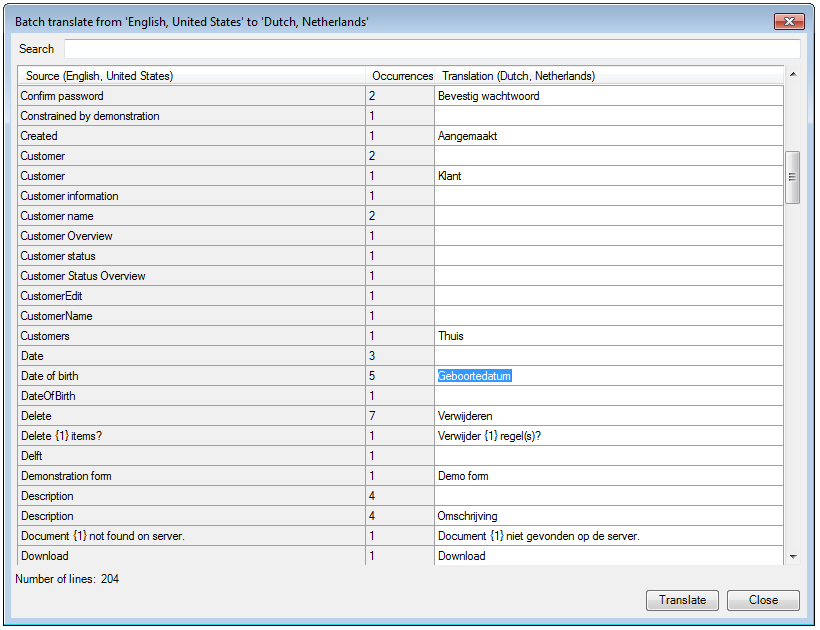 Batch translate from 'English, United States' to 'Dutch, Netherlands'
Search
Source (English, United States) Occurrences Translation (Dutch, Netherlands)
Confirm password 2 Bevestig wachtwoord
Constrained by demonstration 1
Created 1 Aangemaakt
Customer 2
Customer 1 Klant
Customer information 1
Customer name 2
Customer Overview 1
Customer status 1
Customer Status Overview 1
CustomerEdit 1
CustomerName 1
Customers 1 Thuis
Date 3
Date of birth 5 Geboortedatum
DateOfBirth 1
Delete 7 Verwijderen
Delete {1} items? 1 Verwijder {1} regel(s)?
Delft 1
Demonstration form 1 Demo form
Description 4
Description 4 Omschrijving
Document {1} not found on server. 1 Document {1} niet gevonden op de server.
Download 1 Download
Number of lines: 204
Translate Close